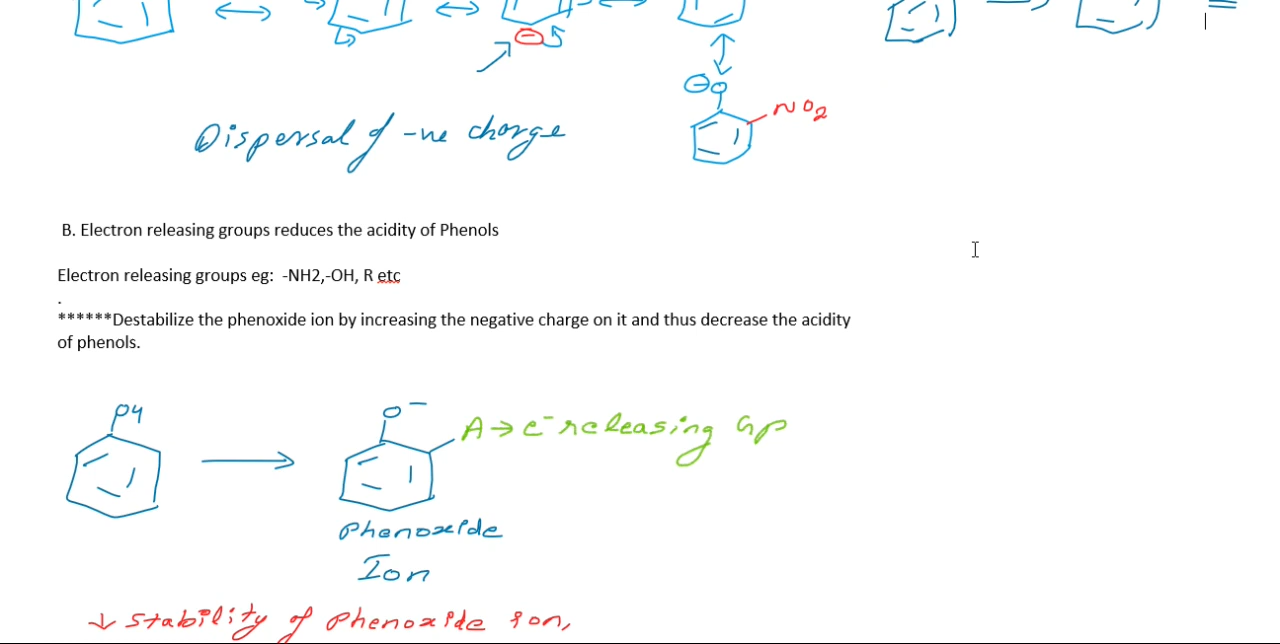 ⊖O
NO2
Dispersal of -ve charge
B. Electron releasing groups reduces the acidity of Phenols
Electron releasing groups eg: -NH2,-OH, R etc
.
******Destabilize the phenoxide ion by increasing the negative charge on it and thus decrease the acidity
of phenols.
OH
O-
A→e- releasing Gp
Phenoxide
Ion
↓ stability of phenoxide ion,